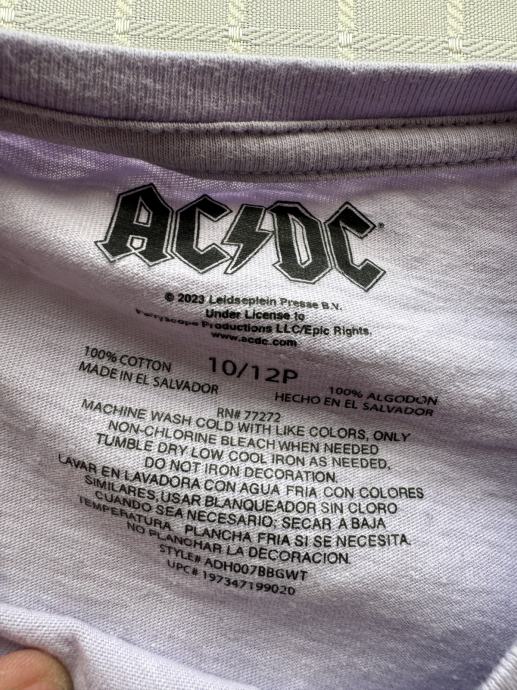 AC⚡DC®
© 2023 Leidseplein Presse B.V.
Under License to
Perryscope Productions LLC/Epic Rights.
www.acdc.com
10/12P
100% COTTON
MADE IN EL SALVADOR
100% ALGODON
HECHO EN EL SALVADOR
RN# 77272
MACHINE WASH COLD WITH LIKE COLORS, ONLY
NON-CHLORINE BLEACH WHEN NEEDED
TUMBLE DRY LOW COOL IRON AS NEEDED,
DO NOT IRON DECORATION.
LAVAR EN LAVADORA CON AGUA FRIA CON COLORES
SIMILARES, USAR BLANQUEADOR SIN CLORO
CUANDO SEA NECESARIO; SECAR A BAJA
TEMPERATURA. PLANCHA FRIA SI SE NECESITA.
NO PLANCHAR LA DECORACION.
STYLE# ADH007BBGWT
UPC# 197347199020